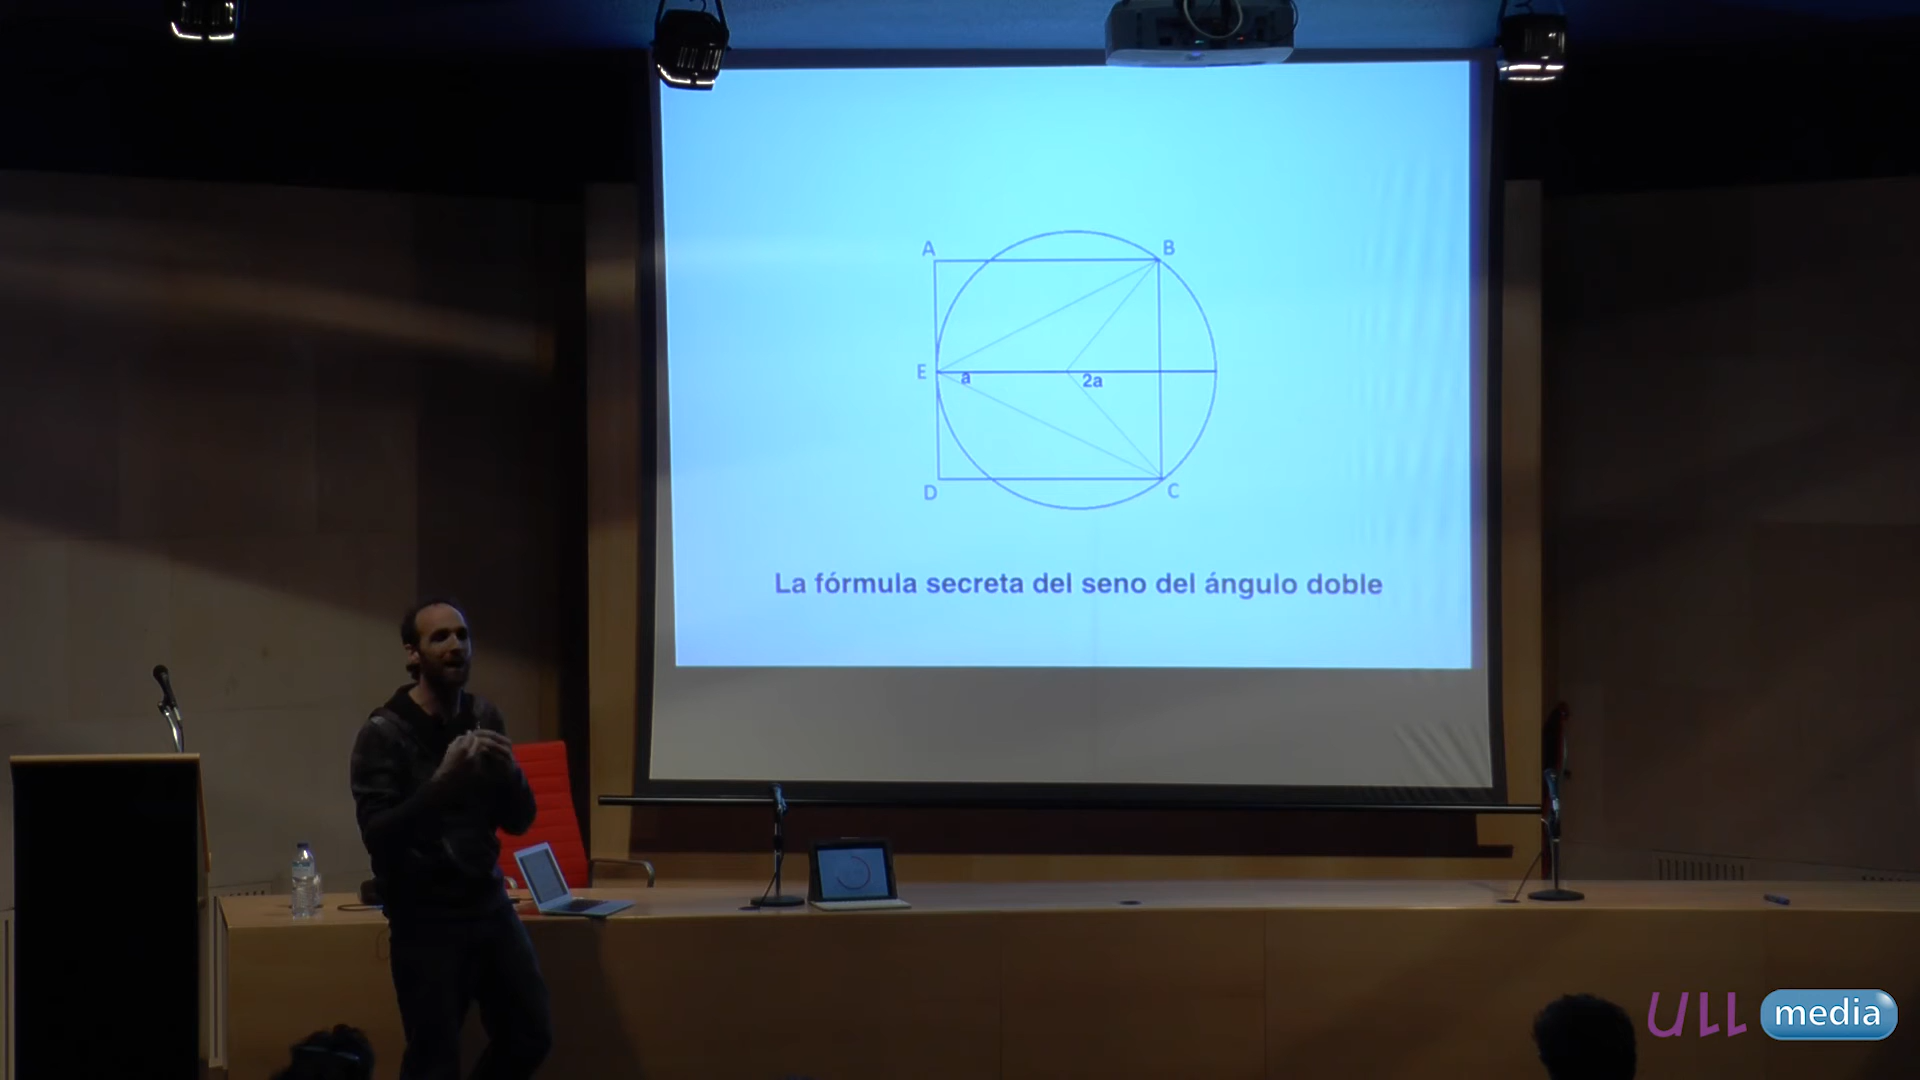 A
B
E
a
2a
D
C
La fórmula secreta del seno del ángulo doble
ULL media